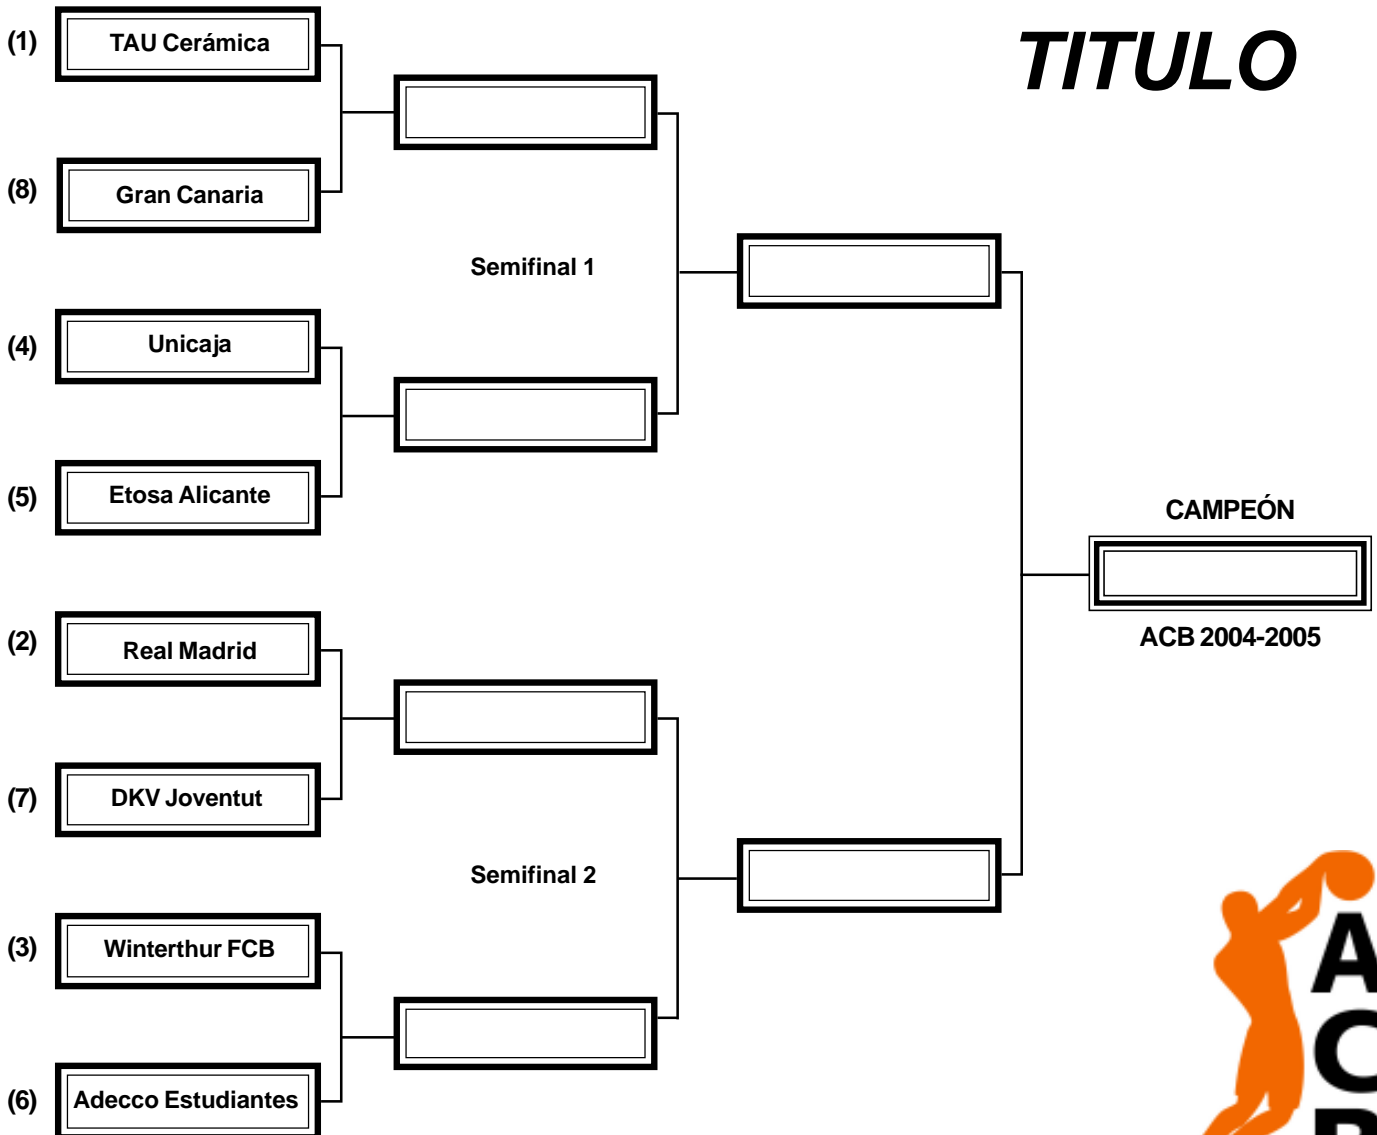 TITULO
(1) TAU Cerámica
(8) Gran Canaria
Semifinal 1
(4) Unicaja
(5) Etosa Alicante
CAMPEÓN
ACB 2004-2005
(2) Real Madrid
(7) DKV Joventut
Semifinal 2
(3) Winterthur FCB
(6) Adecco Estudiantes
A
C
B